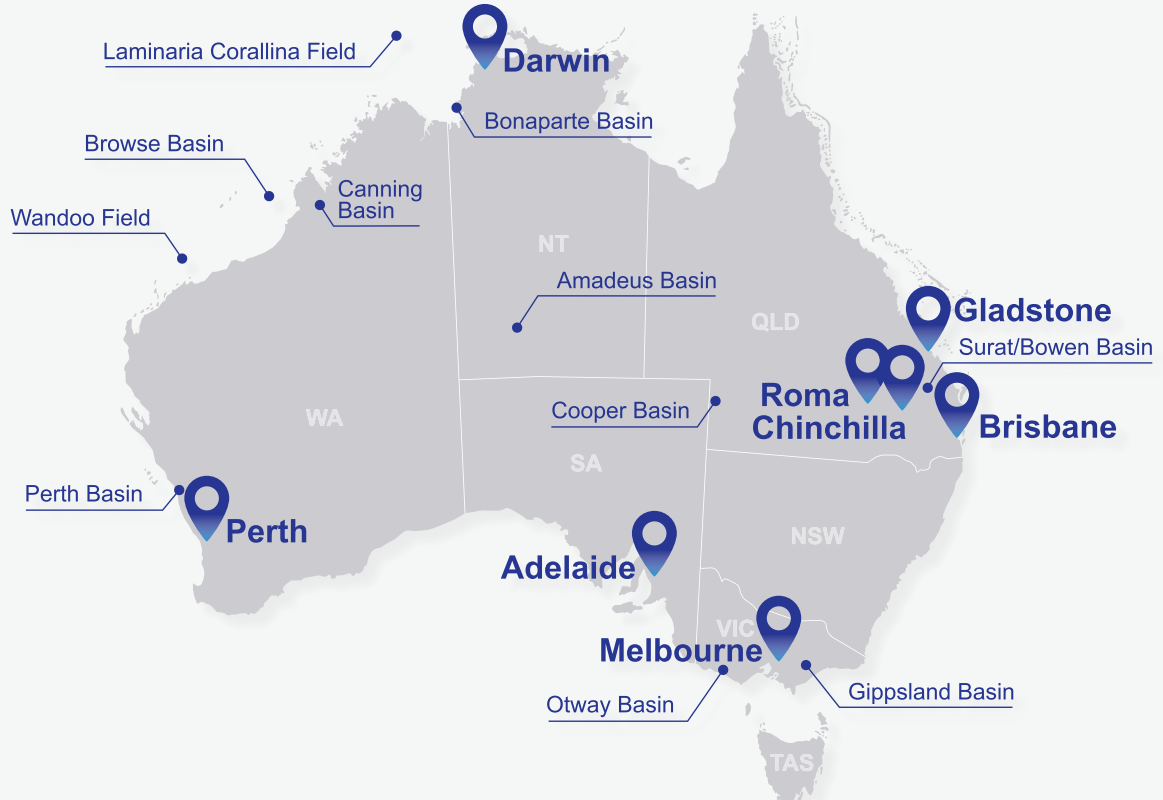 Laminaria Corallina Field
Darwin
Bonaparte Basin
Browse Basin
Canning
Basin
Wandoo Field
NT
Amadeus Basin
QLD
Gladstone
Surat/Bowen Basin
Roma
Cooper Basin
WA
Chinchilla
Brisbane
SA
Perth Basin
Perth
NSW
Adelaide
VIC
Melbourne
Otway Basin
Gippsland Basin
TAS